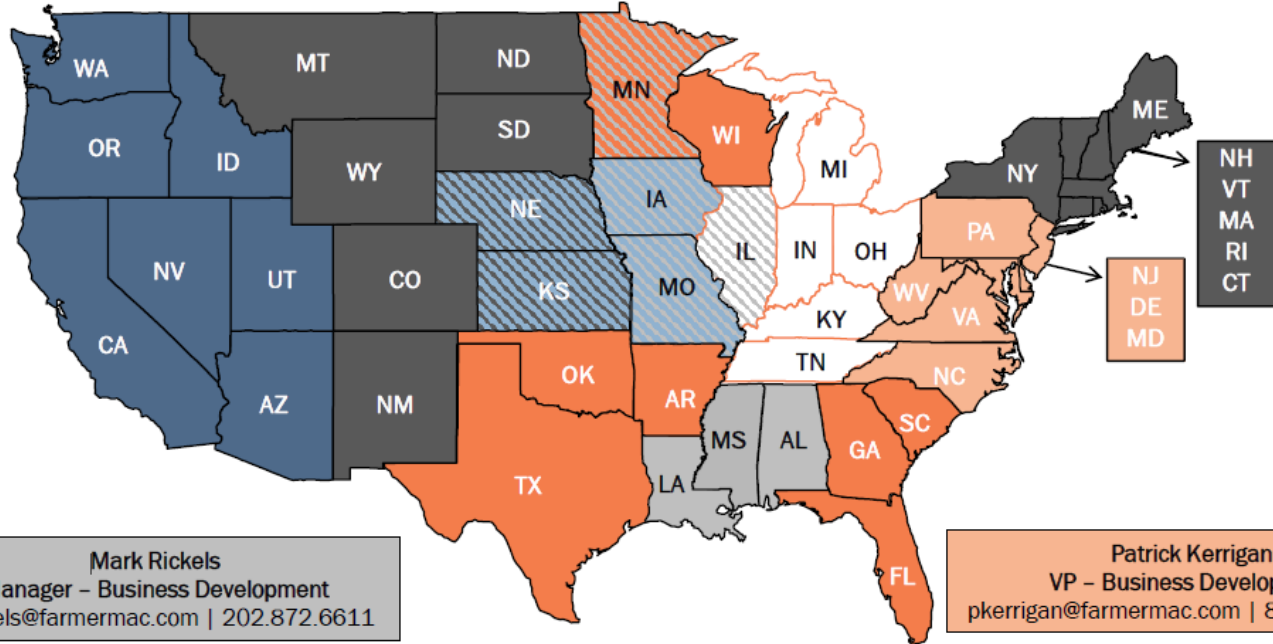 WA
MT
ND
MN
OR
ID
SD
WI
MI
ME
WY
NY
NH
VT
MA
RI
CT
NE
IA
PA
NV
UT
CO
KS
MO
IL
IN
OH
WV
VA
NJ
DE
MD
CA
KY
TN
NC
AZ
NM
OK
AR
SC
MS
AL
GA
TX
LA
FL
Mark Rickels
anager – Business Development
els@farmermac.com | 202.872.6611
Patrick Kerrigan
VP – Business Develop
pkerrigan@farmermac.com | 8